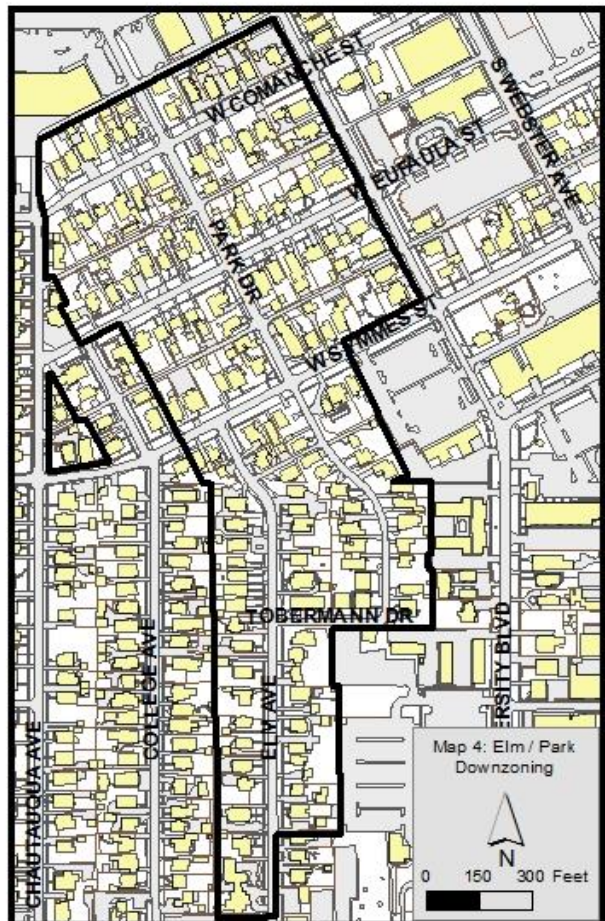 W COMANCHE ST
S WEBSTER AVE
W EUFAULA ST
PARK DR
W SYMMES ST
TOBERMANN DR
ERSITY BLVD
ELM AVE
COLLEGE AVE
CHAUTAUQUA AVE
Map 4: Elm / Park
Downzoning
N
0 150 300 Feet